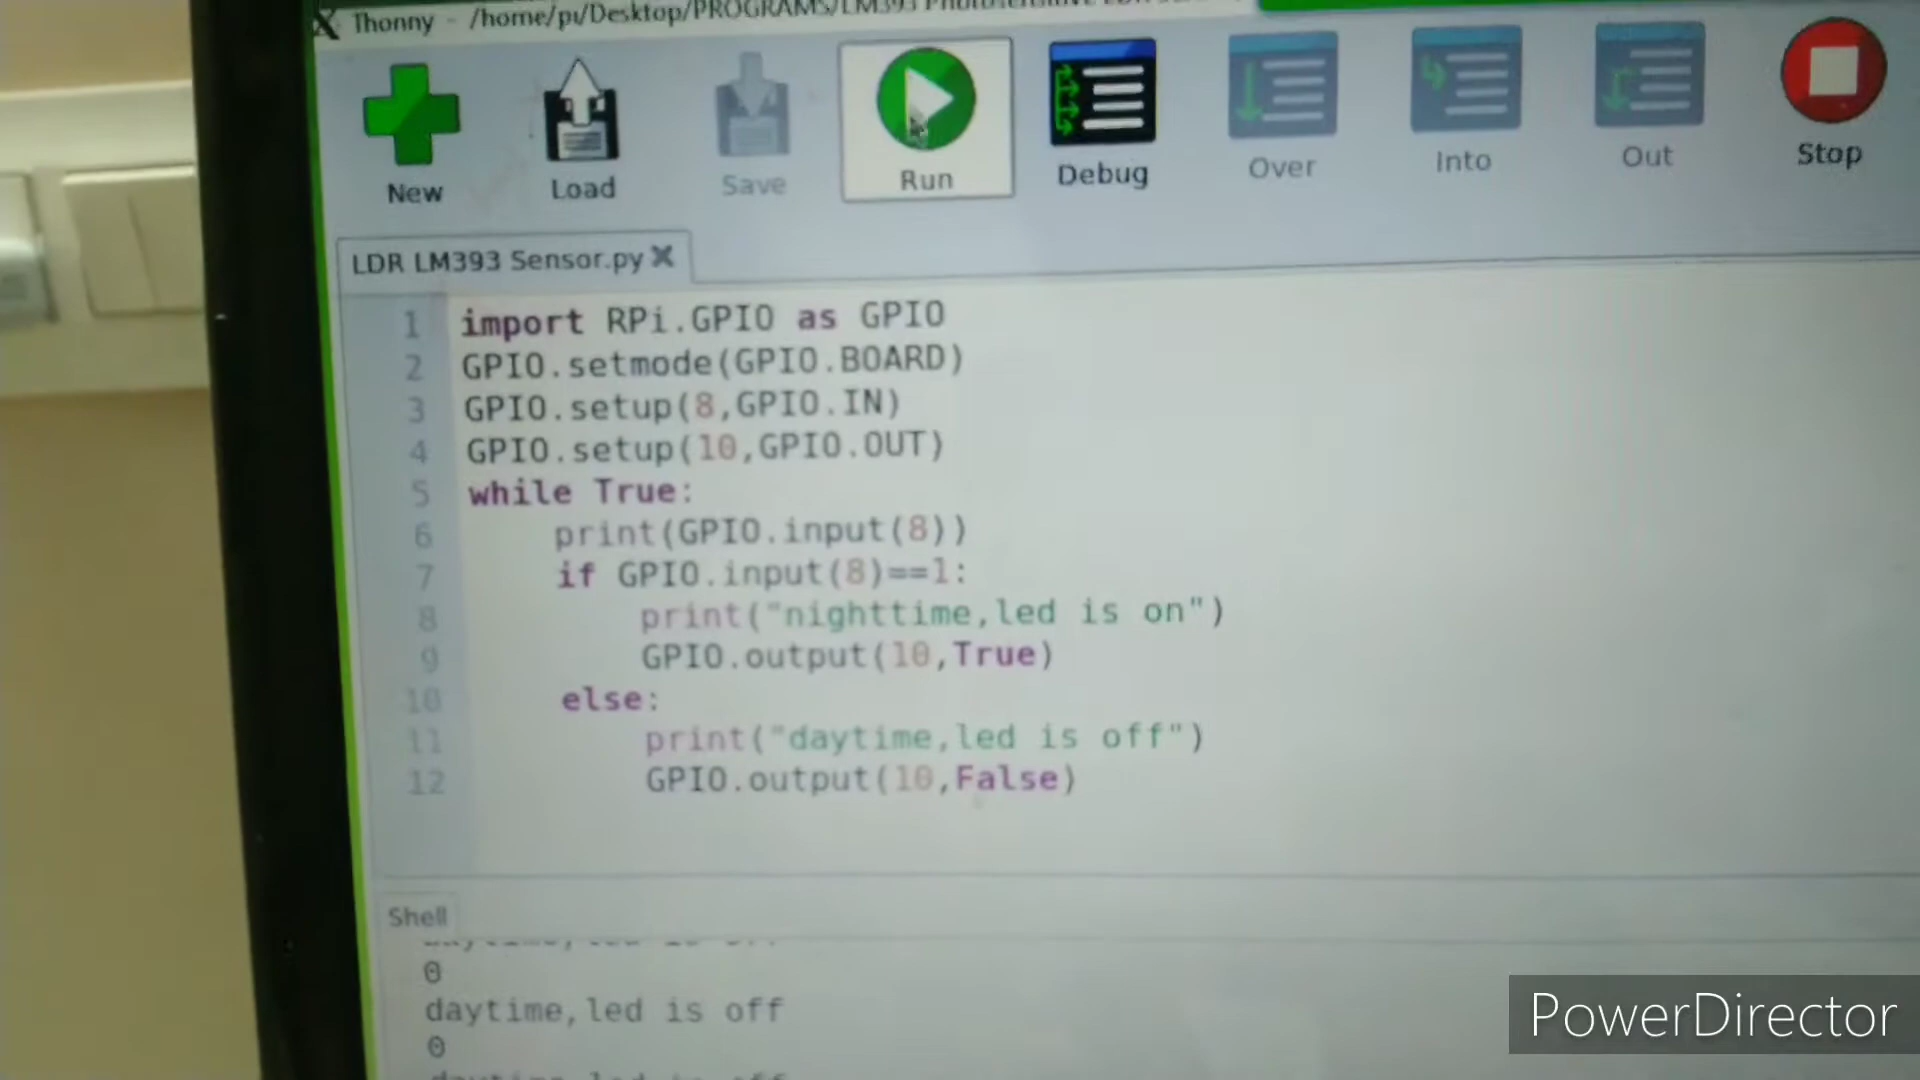 Thonny - /home/pi/Desktop/PROGRAMS/LM393
New Load Save Run Debug Over Into Out Stop
LDR LM393 Sensor.py
1 import RPi.GPIO as GPIO
2 GPIO.setmode(GPIO.BOARD)
3 GPIO.setup(8,GPIO.IN)
4 GPIO.setup(10,GPIO.OUT)
5 while True:
6 print(GPIO.input(8))
7 if GPIO.input(8)==1:
8 print("nighttime,led is on")
9 GPIO.output(10,True)
10 else:
11 print("daytime,led is off")
12 GPIO.output(10,False)
Shell
0
daytime,led is off
0
PowerDirector